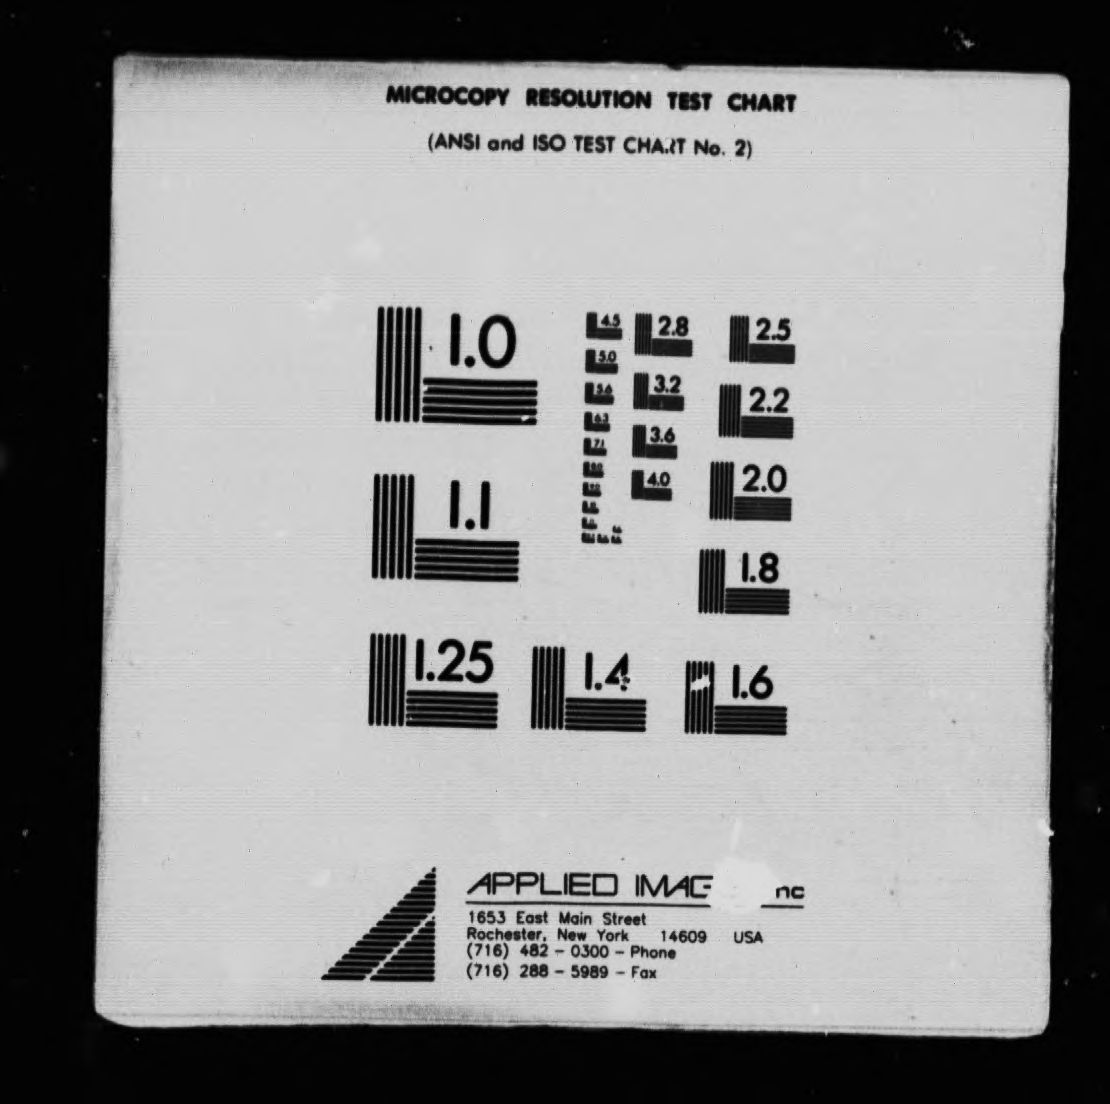 MICROCOPY RESOLUTION TEST CHART
(ANSI and ISO TEST CHART No. 2)
1.0
4.5
2.8
2.5
5.0
3.2
2.2
5.6
6.3
3.6
7.1
4.0
2.0
1.1
1.8
1.25
1.4
1.6
APPLIED IMAG nc
1653 East Main Street
Rochester, New York 14609 USA
(716) 482 - 0300 - Phone
(716) 288 - 5989 - Fax